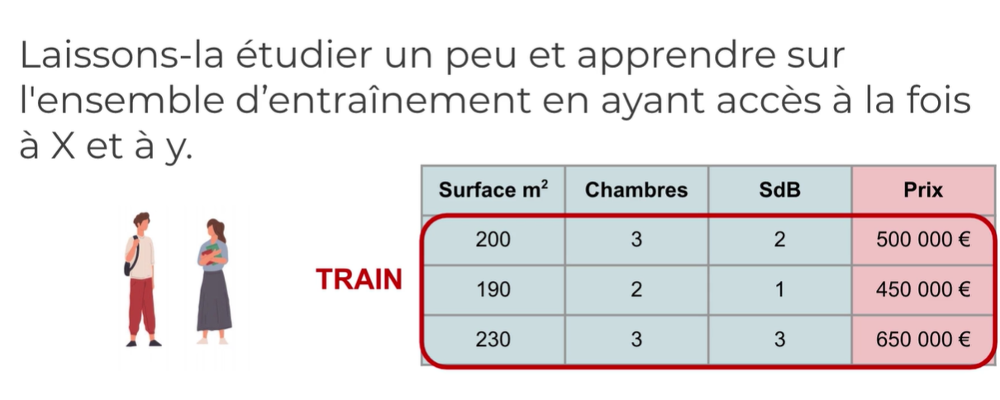 Laissons-la étudier un peu et apprendre sur
l'ensemble d’entraînement en ayant accès à la fois
à X et à y.
Surface m² Chambres SdB Prix
200 3 2 500 000 €
TRAIN
190 2 1 450 000 €
230 3 3 650 000 €